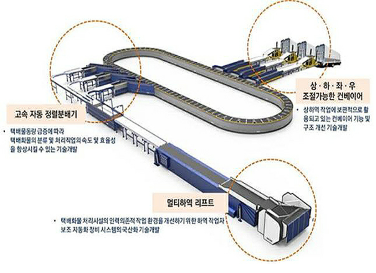 상 · 하 · 좌 · 우
조절가능한 컨베이어
• 상하역 작업에 보편적으로 활
용되고 있는 컨베이어 기능 및
구조 개선 기술개발
고속 자동 정렬분배기
• 택배물동량 급증에 따라
택배화물의 분류 및 처리작업의 속도 및 효율성
을 향상시킬 수 있는 기술개발
멀티하역 리프트
• 택배화물 처리시설의 인력의존적 작업 환경을 개선하기 위한 하역 작업자
보조 자동화 장비 시스템의 국산화 기술개발